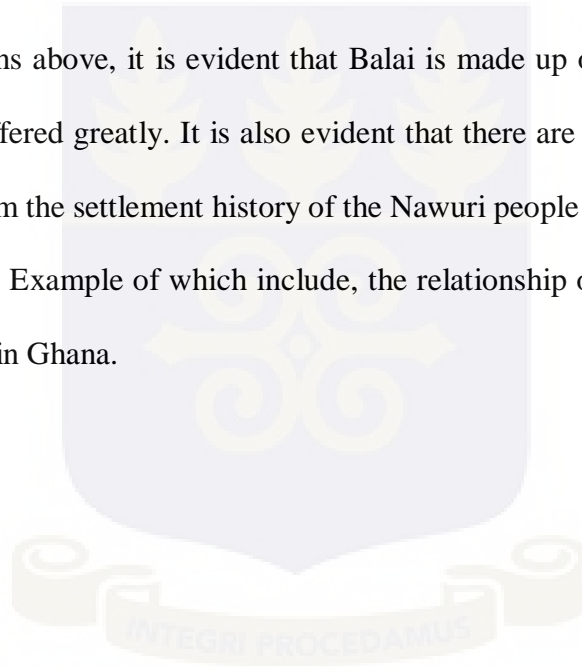 ns above, it is evident that Balai is made up o
ffered greatly. It is also evident that there are
m the settlement history of the Nawuri people
Example of which include, the relationship o
in Ghana.
INTEGRI PROCEDAMUS